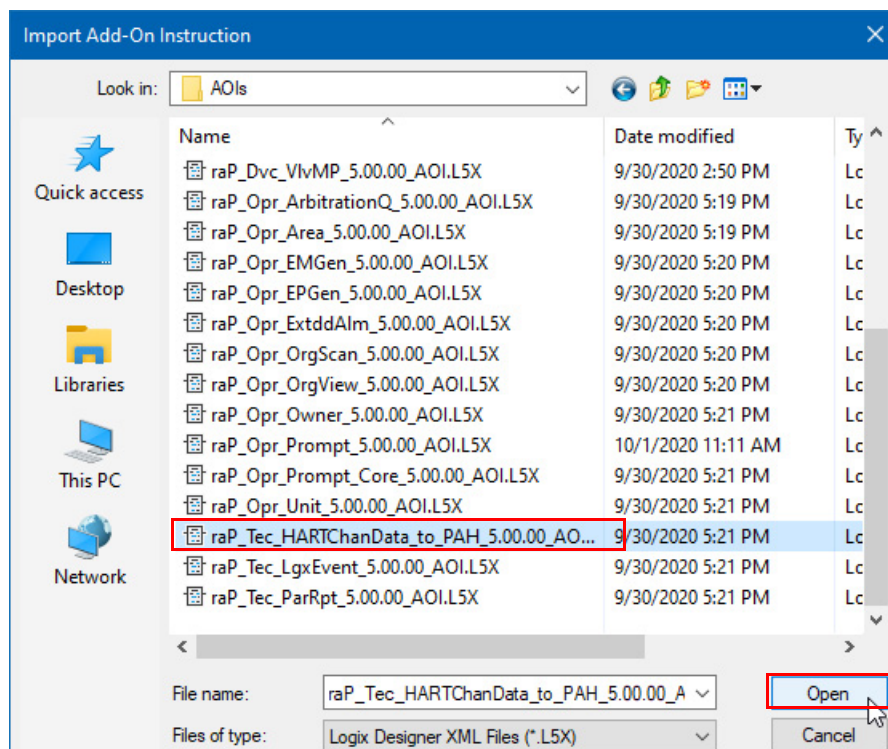 Import Add-On Instruction
Look in: AOIs
Name Date modified Ty
raP_Dvc_VlvMP_5.00.00_AOI.L5X 9/30/2020 2:50 PM Lc
raP_Opr_ArbitrationQ_5.00.00_AOI.L5X 9/30/2020 5:19 PM Lc
Quick access
raP_Opr_Area_5.00.00_AOI.L5X 9/30/2020 5:19 PM Lc
raP_Opr_EMGen_5.00.00_AOI.L5X 9/30/2020 5:20 PM Lc
Desktop
raP_Opr_EPGen_5.00.00_AOI.L5X 9/30/2020 5:20 PM Lc
raP_Opr_ExtddAlm_5.00.00_AOI.L5X 9/30/2020 5:20 PM Lc
raP_Opr_OrgScan_5.00.00_AOI.L5X 9/30/2020 5:20 PM Lc
Libraries
raP_Opr_OrgView_5.00.00_AOI.L5X 9/30/2020 5:20 PM Lc
raP_Opr_Owner_5.00.00_AOI.L5X 9/30/2020 5:21 PM Lc
raP_Opr_Prompt_5.00.00_AOI.L5X 10/1/2020 11:11 AM Lc
This PC
raP_Opr_Prompt_Core_5.00.00_AOI.L5X 9/30/2020 5:21 PM Lc
raP_Opr_Unit_5.00.00_AOI.L5X 9/30/2020 5:21 PM Lc
raP_Tec_HARTChanData_to_PAH_5.00.00_AO... 9/30/2020 5:21 PM Lc
Network
raP_Tec_LgxEvent_5.00.00_AOI.L5X 9/30/2020 5:21 PM Lc
raP_Tec_ParRpt_5.00.00_AOI.L5X 9/30/2020 5:21 PM Lc
File name: raP_Tec_HARTChanData_to_PAH_5.00.00_A Open
Files of type: Logix Designer XML Files (*.L5X) Cancel